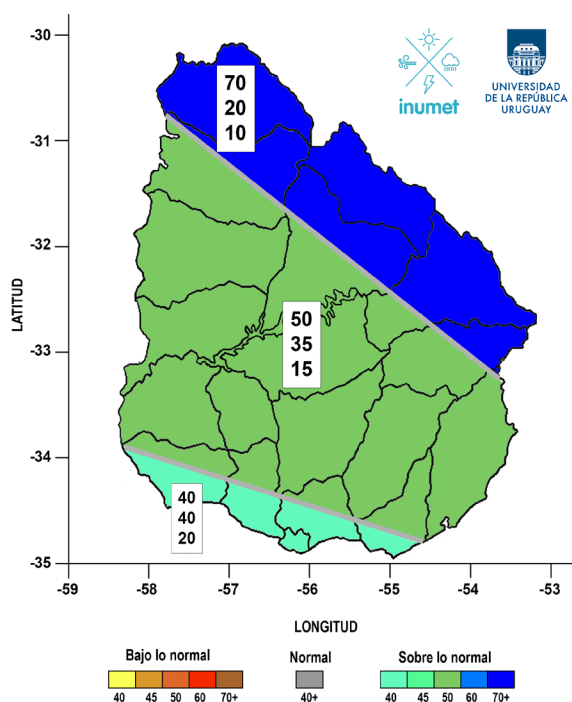 -30
inumet
UNIVERSIDAD
DE LA REPÚBLICA
URUGUAY
70
20
10
-31
-32
LATITUD
50
35
15
-33
-34
40
40
20
-35
-59 -58 -57 -56 -55 -54 -53
LONGITUD
Bajo lo normal Normal Sobre lo normal
40 45 50 60 70+ 40+ 40 45 50 60 70+